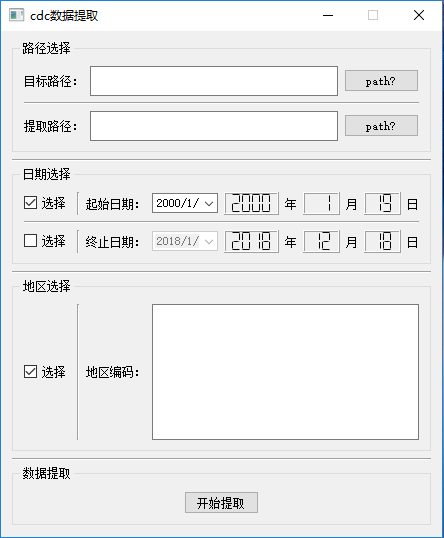 cdc数据提取
路径选择
目标路径： path?
提取路径： path?
日期选择
选择 起始日期： 2000/1/ 2000 年 1 月 19 日
选择 终止日期： 2018/1/ 2018 年 12 月 18 日
地区选择
选择 地区编码：
数据提取
开始提取